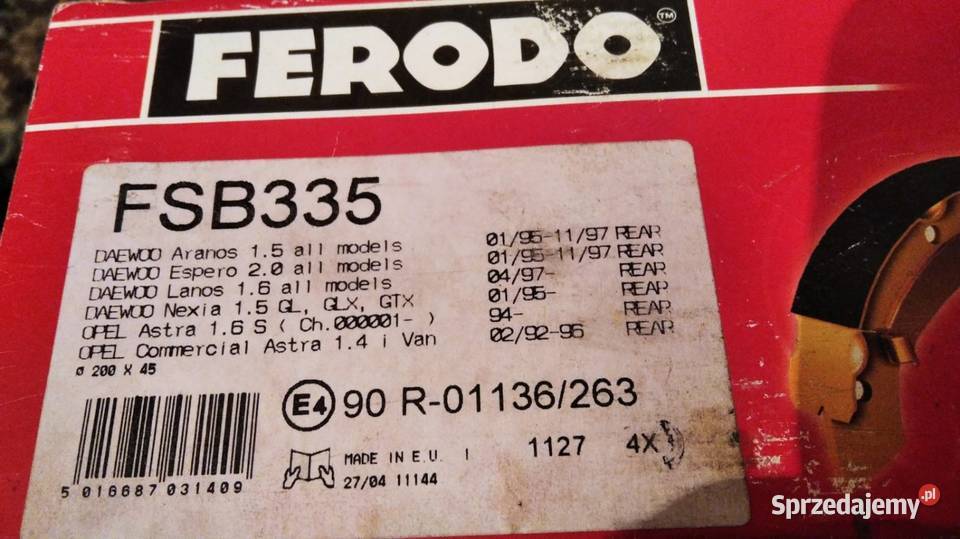 FERODO™
FSB335
DAEWOO Aranos 1.5 all models 01/95-11/97 REAR
DAEWOO Espero 2.0 all models 01/95-11/97 REAR
DAEWOO Lanos 1.6 all models 04/97- REAR
DAEWOO Nexia 1.5 GL, GLX, GTX 01/95- REAR
OPEL Astra 1.6 S ( Ch.000001- ) 94- REAR
OPEL Commercial Astra 1.4 i Van 02/92-96 REAR
ø 200 X 45
E4 90 R-01136/263
MADE IN E.U. I 1127 4X
27/04 11144
5 016687 031409
Sprzedajemy.pl